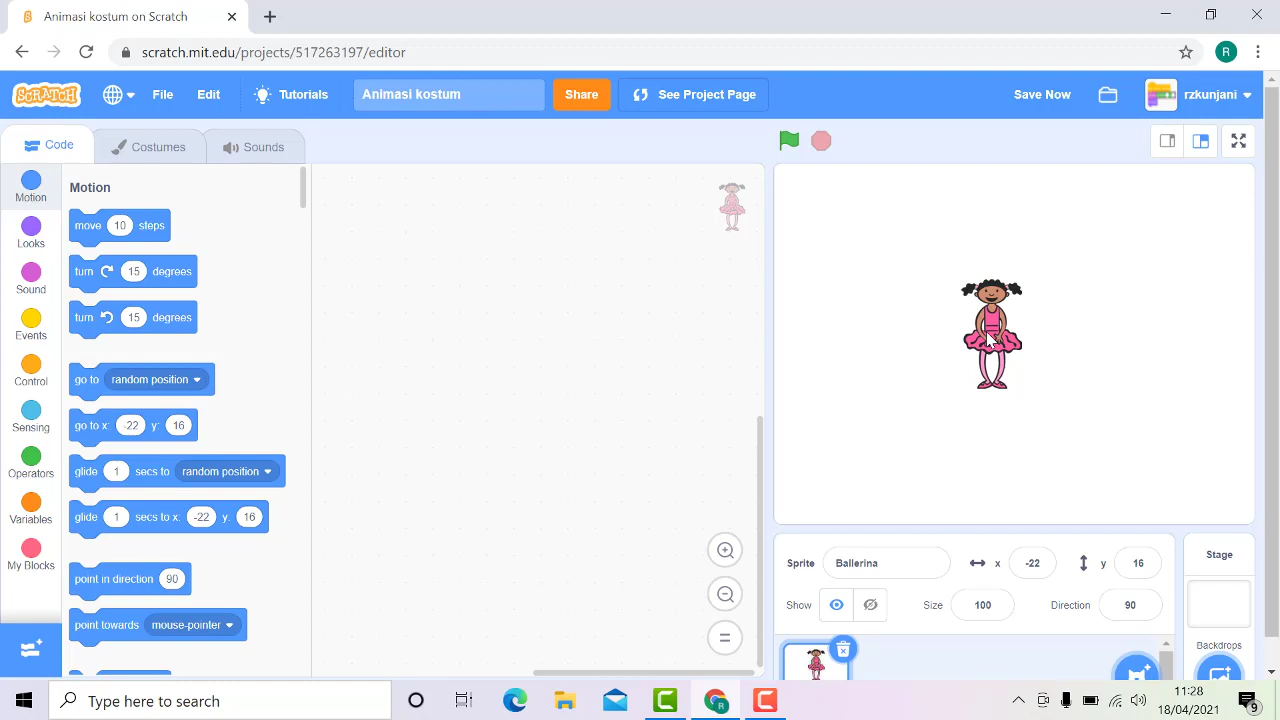 Animasi kostum on Scratch
scratch.mit.edu/projects/517263197/editor
R
SCRATCH
File
Edit
Tutorials
Animasi kostum
Share
See Project Page
Save Now
rzkunjani
Code
Costumes
Sounds
Motion
Looks
Sound
Events
Control
Sensing
Operators
Variables
My Blocks
Motion
move 10 steps
turn 15 degrees
turn 15 degrees
go to random position
go to x: -22 y: 16
glide 1 secs to random position
glide 1 secs to x: -22 y: 16
point in direction 90
point towards mouse-pointer
Sprite Ballerina x -22 y 16
Show Size 100 Direction 90
Stage
Backdrops
Type here to search
11:28
18/04/2021
9